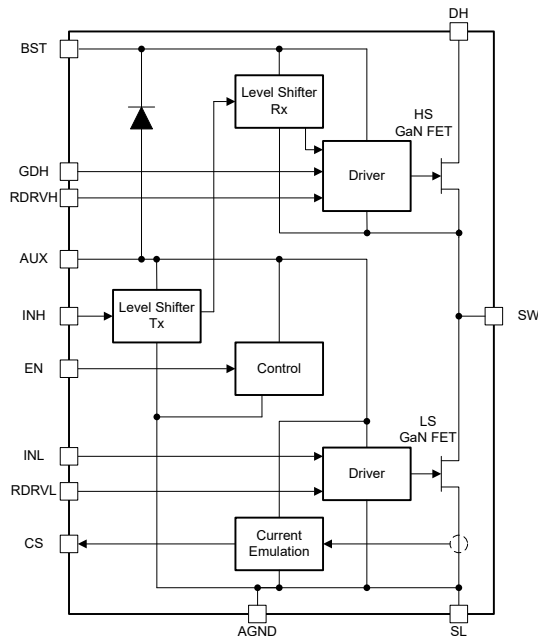 DH
BST
Level Shifter
Rx
HS
GaN FET
GDH
Driver
RDRVH
AUX
Level Shifter
Tx
INH
SW
EN
Control
LS
GaN FET
INL
Driver
RDRVL
CS
Current
Emulation
AGND
SL